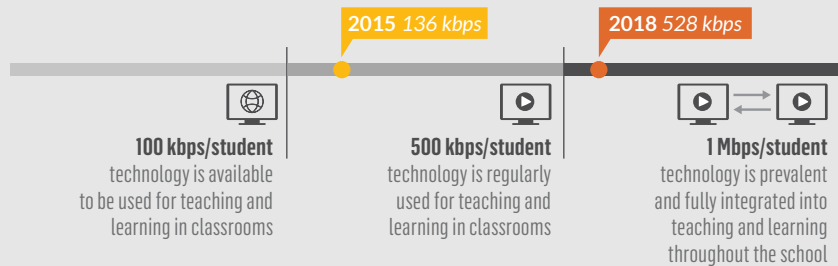 2015 136 kbps
2018 528 kbps
100 kbps/student
technology is available
to be used for teaching and
learning in classrooms
500 kbps/student
technology is regularly
used for teaching and
learning in classrooms
1 Mbps/student
technology is prevalent
and fully integrated into
teaching and learning
throughout the school